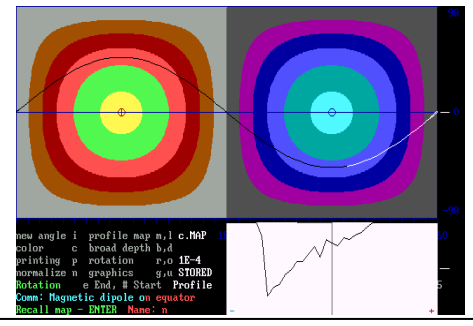 90
0
-90
new angle i profile map m,l c.MAP
color c broad depth b,d
printing p rotation r,o 1E-4
normalize n graphics g,u STORED
Rotation e End, # Start Profile
Comm: Magnetic dipole on equator
Recall map - ENTER Name: n
- +
5